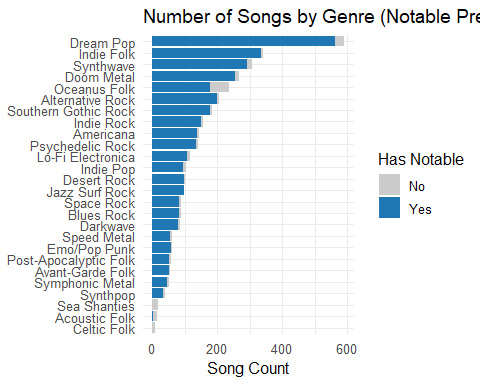 Number of Songs by Genre (Notable Pre
Dream Pop
Indie Folk
Synthwave
Doom Metal
Oceanus Folk
Alternative Rock
Southern Gothic Rock
Indie Rock
Americana
Psychedelic Rock
Lo-Fi Electronica
Indie Pop
Desert Rock
Jazz Surf Rock
Space Rock
Blues Rock
Darkwave
Speed Metal
Emo/Pop Punk
Post-Apocalyptic Folk
Avant-Garde Folk
Symphonic Metal
Synthpop
Sea Shanties
Acoustic Folk
Celtic Folk
0 200 400 600
Song Count
Has Notable
No
Yes